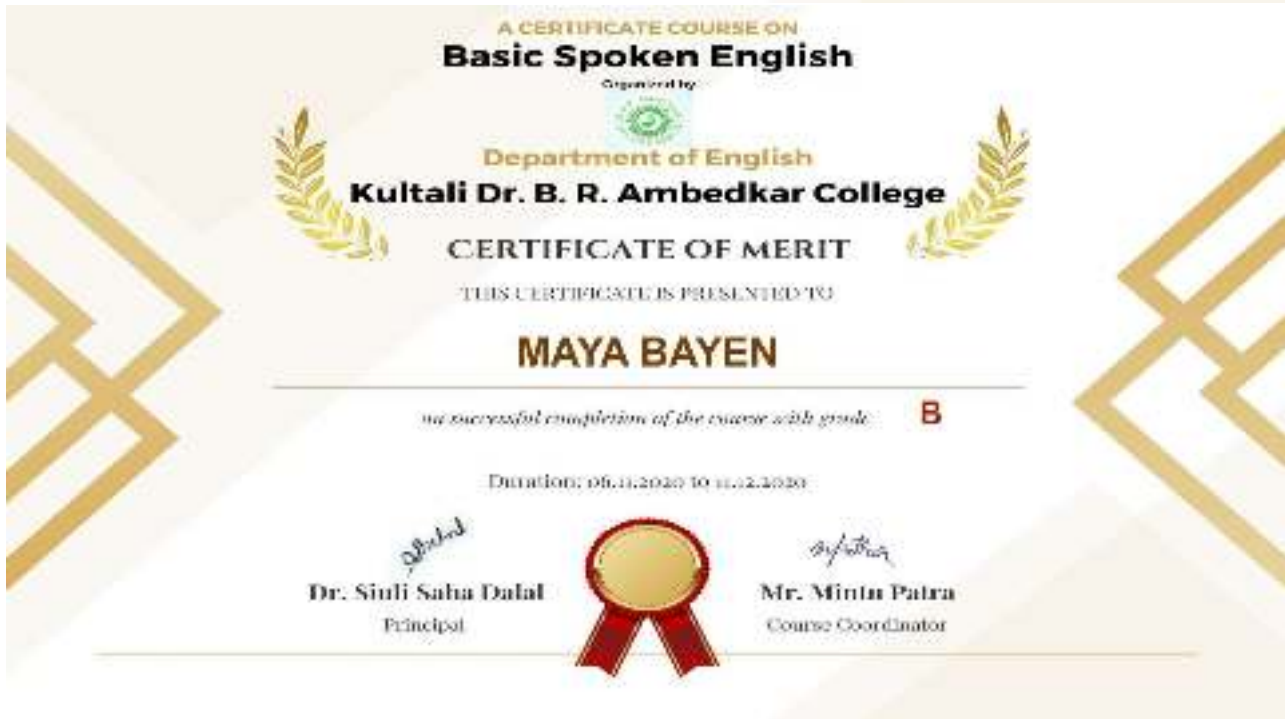 A CERTIFICATE COURSE ON
Basic Spoken English
Organized by
Department of English
Kultali Dr. B. R. Ambedkar College
CERTIFICATE OF MERIT
THIS CERTIFICATE IS PRESENTED TO
MAYA BAYEN
on successful completion of the course with grade B
Duration: 06.11.2020 to 11.12.2020
Dr. Siuli Saha Dalal Mr. Mintu Patra
Principal Course Coordinator